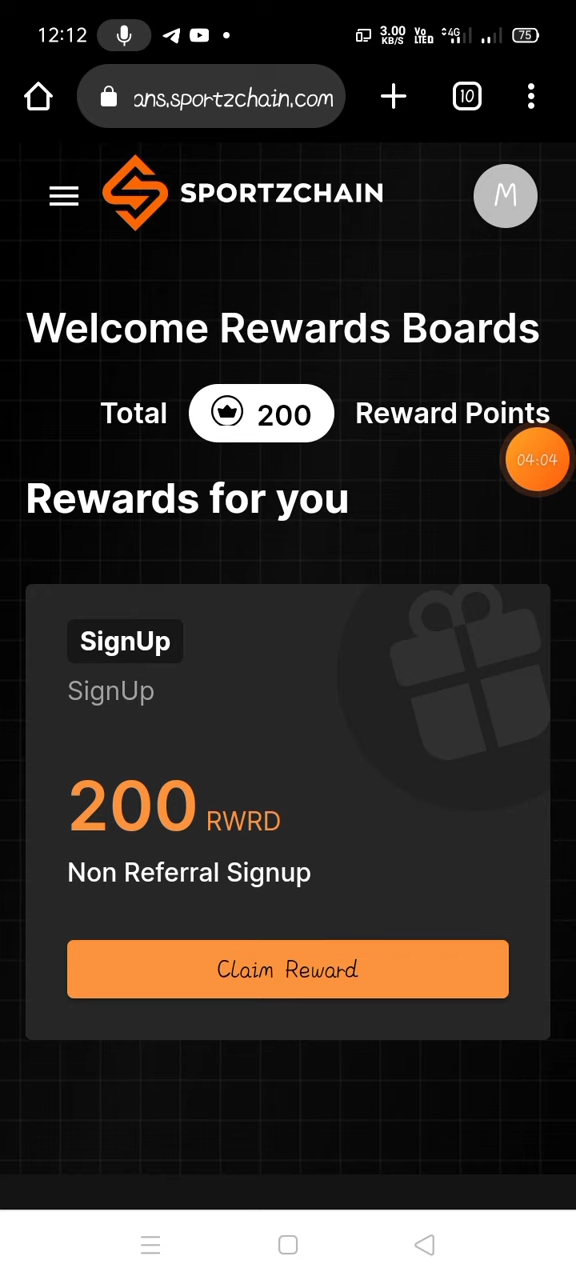 12:12 3.00 KB/S Vo LTED 4G 75
ans.sportzchain.com 10
SPORTZCHAIN M
Welcome Rewards Boards
Total 200 Reward Points
04:04
Rewards for you
SignUp
SignUp
200 RWRD
Non Referral Signup
Claim Reward